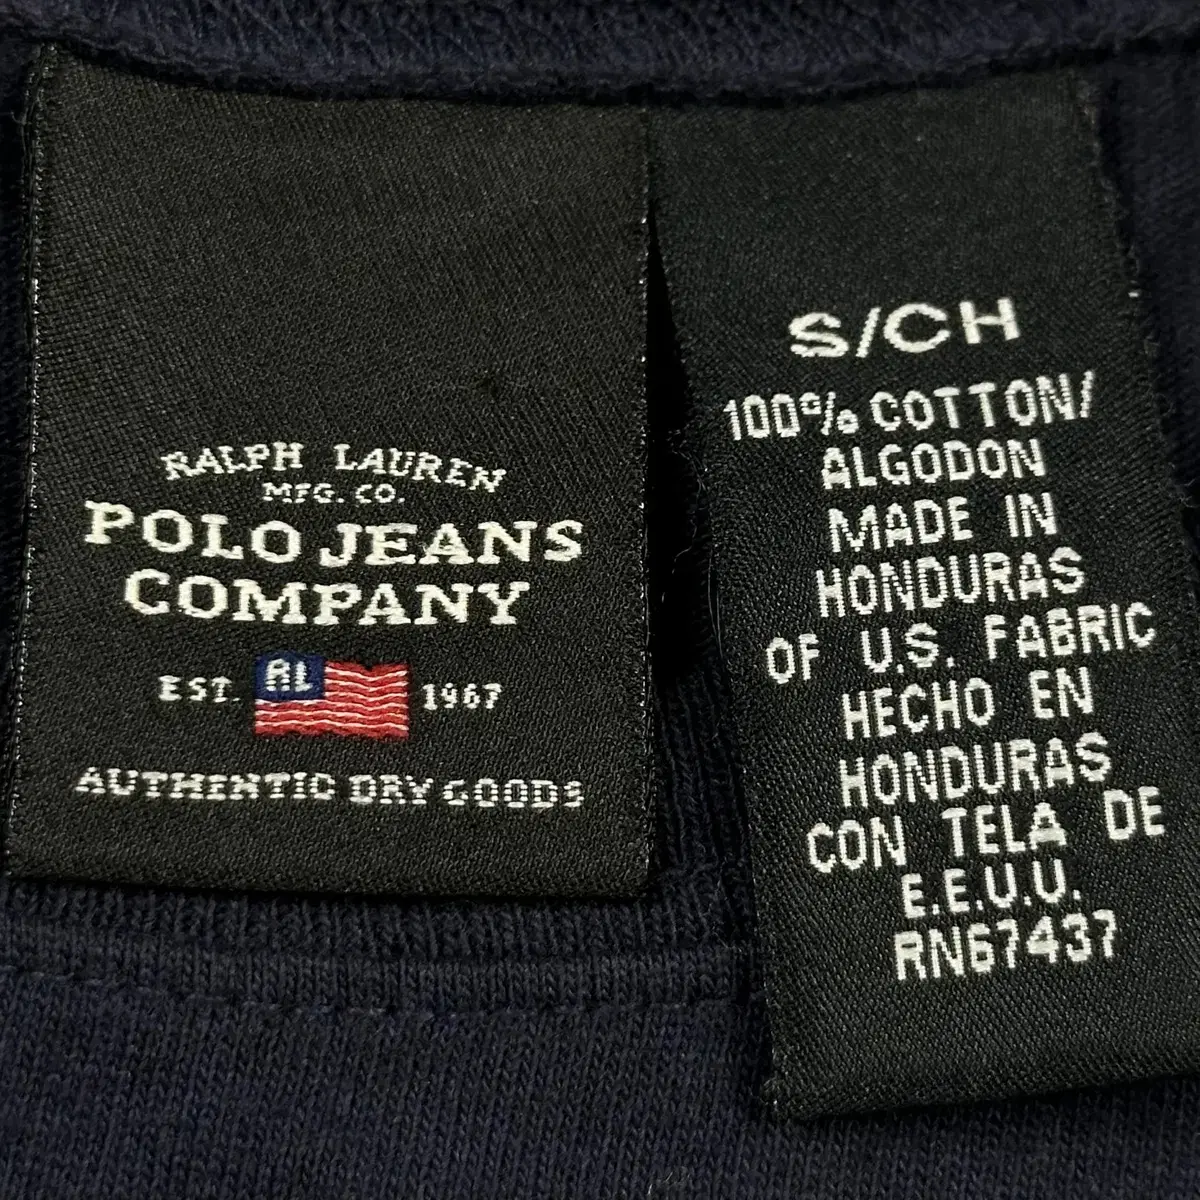 RALPH LAUREN
MFG. CO.
POLO JEANS
COMPANY
EST. RL 1967
AUTHENTIC DRY GOODS
S/CH
100% COTTON/
ALGODON
MADE IN
HONDURAS
OF U.S. FABRIC
HECHO EN
HONDURAS
CON TELA DE
E.E.U.U.
RN67437